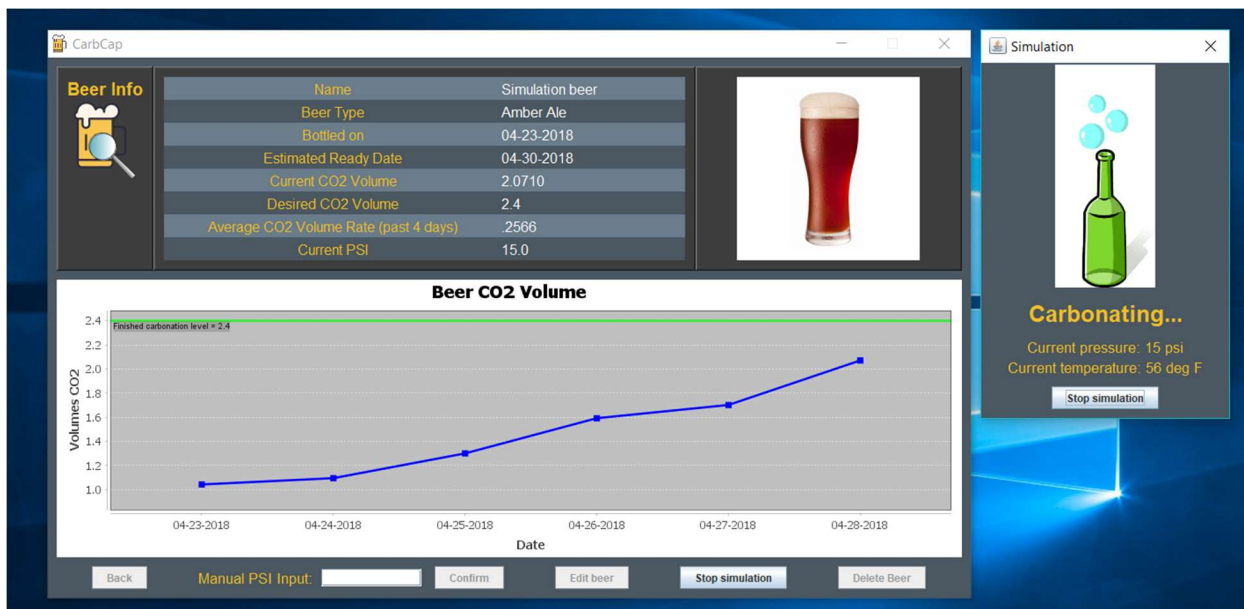 CarbCap
Beer Info
Name Simulation beer
Beer Type Amber Ale
Bottled on 04-23-2018
Estimated Ready Date 04-30-2018
Current CO2 Volume 2.0710
Desired CO2 Volume 2.4
Average CO2 Volume Rate (past 4 days) .2566
Current PSI 15.0
Beer CO2 Volume
Finished carbonation level = 2.4
2.4
2.2
2.0
1.8
1.6
1.4
1.2
1.0
Volumes CO2
04-23-2018 04-24-2018 04-25-2018 04-26-2018 04-27-2018 04-28-2018
Date
Back Manual PSI Input: Confirm Edit beer Stop simulation Delete Beer
Simulation
Carbonating...
Current pressure: 15 psi
Current temperature: 56 deg F
Stop simulation